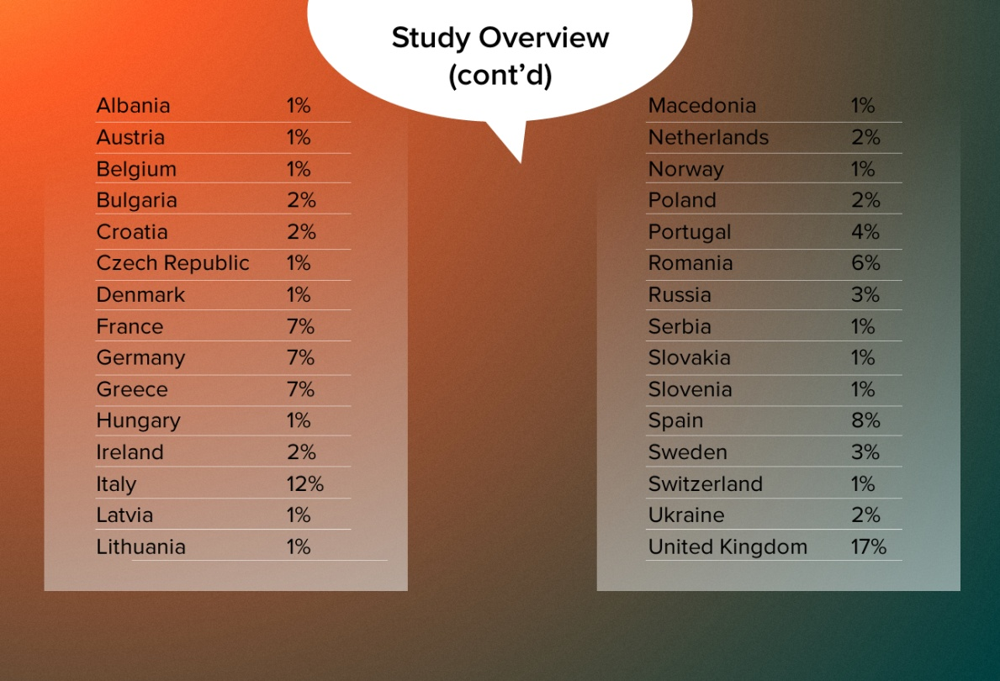 Study Overview
(cont’d)
Albania 1%
Austria 1%
Belgium 1%
Bulgaria 2%
Croatia 2%
Czech Republic 1%
Denmark 1%
France 7%
Germany 7%
Greece 7%
Hungary 1%
Ireland 2%
Italy 12%
Latvia 1%
Lithuania 1%
Macedonia 1%
Netherlands 2%
Norway 1%
Poland 2%
Portugal 4%
Romania 6%
Russia 3%
Serbia 1%
Slovakia 1%
Slovenia 1%
Spain 8%
Sweden 3%
Switzerland 1%
Ukraine 2%
United Kingdom 17%